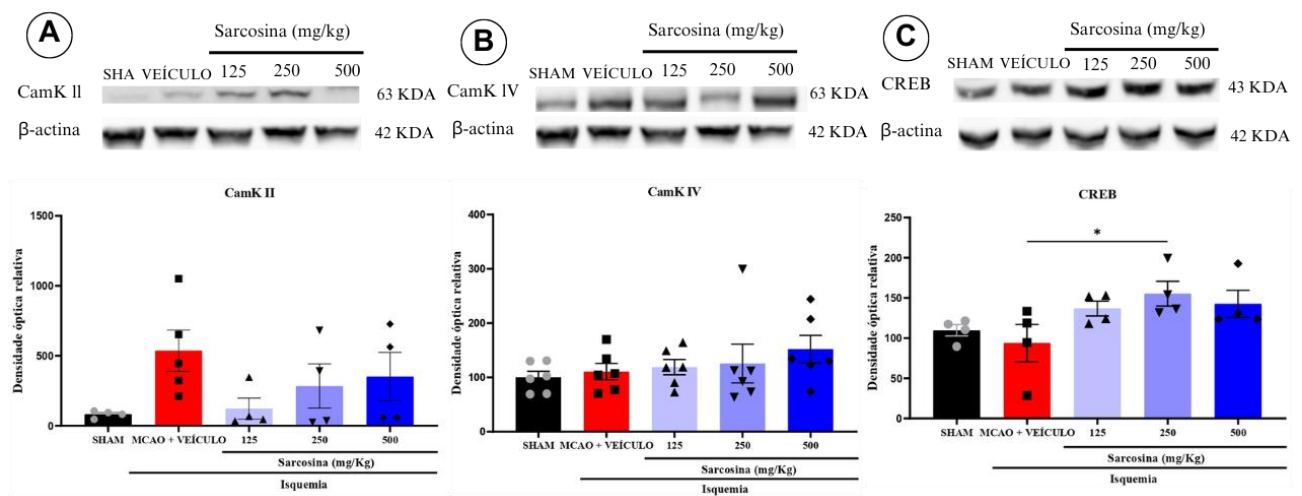 A
Sarcosina (mg/kg)
SHA VEÍCULO 125 250 500
CamK ll 63 KDA
β-actina 42 KDA
CamK II
Densidade óptica relativa
1500
1000
500
0
SHAM MCAO + VEÍCULO 125 250 500
Sarcosina (mg/Kg)
Isquemia
B
Sarcosina (mg/kg)
SHAM VEÍCULO 125 250 500
CamK lV 63 KDA
β-actina 42 KDA
CamK IV
Densidade óptica relativa
400
300
200
100
0
SHAM MCAO + VEÍCULO 125 250 500
Sarcosina (mg/Kg)
Isquemia
C
Sarcosina (mg/kg)
SHAM VEÍCULO 125 250 500
CREB 43 KDA
β-actina 42 KDA
CREB
Densidade óptica relativa
250
200
150
100
50
0
*
SHAM MCAO + VEÍCULO 125 250 500
Sarcosina (mg/Kg)
Isquemia